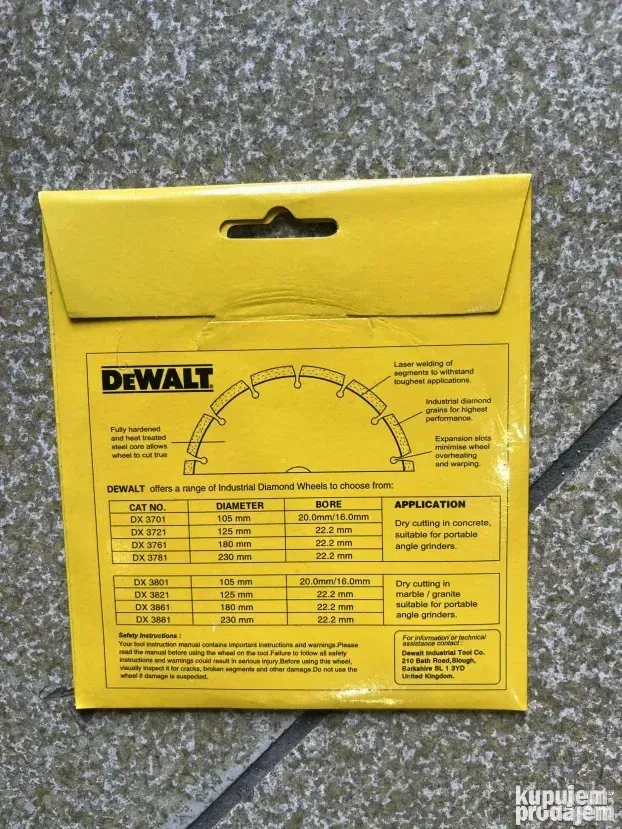 DEWALT
Laser welding of
segments to withstand
toughest applications.
Industrial diamond
grains for highest
performance.
Fully hardened
and heat treated
steel core allows
wheel to cut true
Expansion slots
minimise wheel
overheating
and warping.
DEWALT offers a range of Industrial Diamond Wheels to choose from:
CAT NO. DIAMETER BORE APPLICATION
DX 3701 105 mm 20.0mm/16.0mm
DX 3721 125 mm 22.2 mm
DX 3761 180 mm 22.2 mm
DX 3781 230 mm 22.2 mm
Dry cutting in concrete,
suitable for portable
angle grinders.
DX 3801 105 mm 20.0mm/16.0mm
DX 3821 125 mm 22.2 mm
DX 3861 180 mm 22.2 mm
DX 3881 230 mm 22.2 mm
Dry cutting in
marble / granite
suitable for portable
angle grinders.
Safety Instructions :
Your tool instruction manual contains important instructions and warnings.Please
read the manual before using the wheel on the tool.Failure to follow all safety
instructions and warnings could result in serious injury.Before using this wheel,
visually inspect it for cracks, broken segments and other damage.Do not use the
wheel if damage is suspected.
For information or technical
assistance contact :
Dewalt Industrial Tool Co.
210 Bath Road,Slough,
Barkshire SL 1 3YD
United Kingdom.
kupujem
prodajem